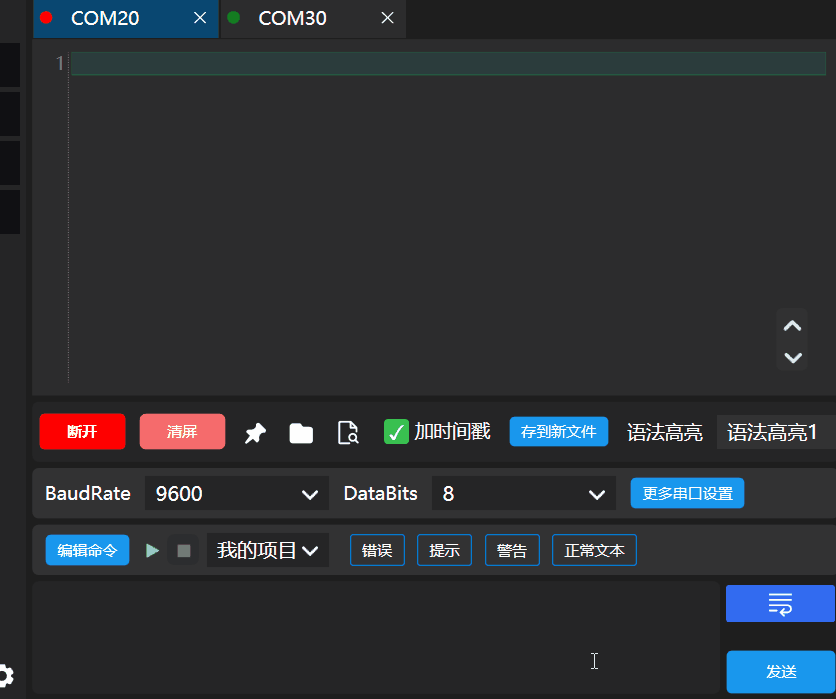 COM20 COM30
1
断开 清屏 加时间戳 存到新文件 语法高亮 语法高亮1
BaudRate 9600 DataBits 8 更多串口设置
编辑命令 我的项目 错误 提示 警告 正常文本
发送